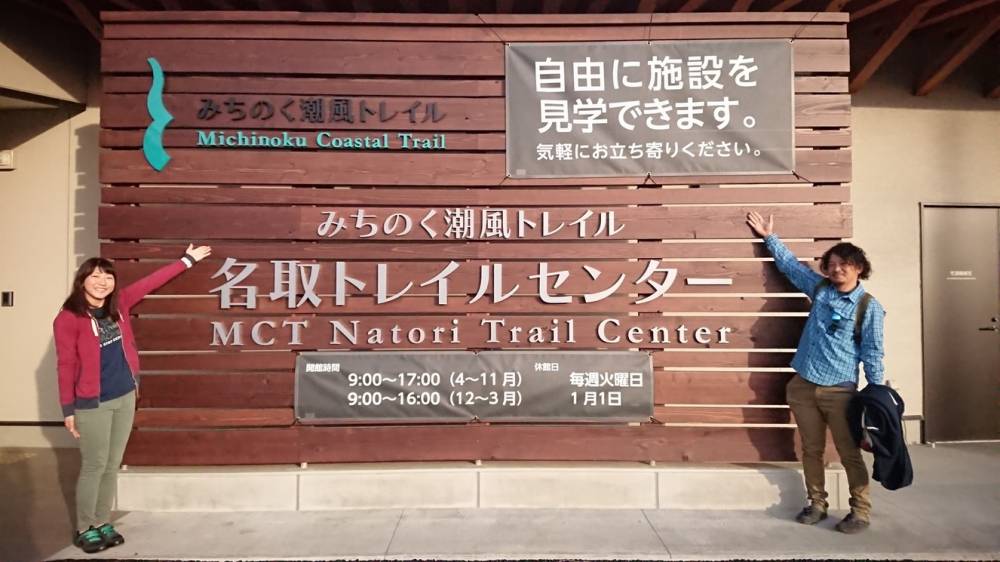 みちのく潮風トレイル
Michinoku Coastal Trail
自由に施設を
見学できます。
気軽にお立ち寄りください。
みちのく潮風トレイル
名取トレイルセンター
MCT Natori Trail Center
開館時間 休館日
9:00〜17:00（4〜11月） 毎週火曜日
9:00〜16:00（12〜3月） 1月1日